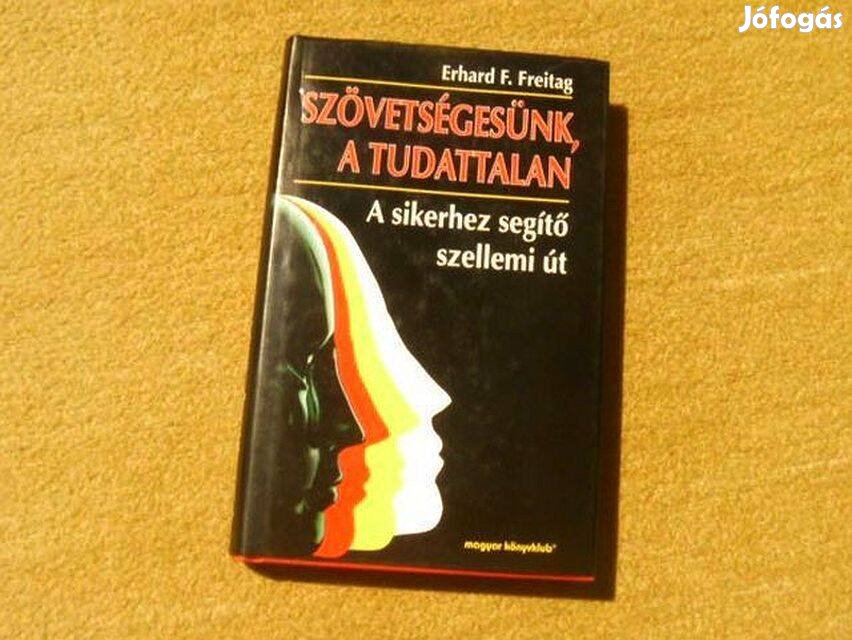 Jófogás
Erhard F. Freitag
SZÖVETSÉGESÜNK,
A TUDATTALAN
A sikerhez segítő
szellemi út
magyar könyvklub®